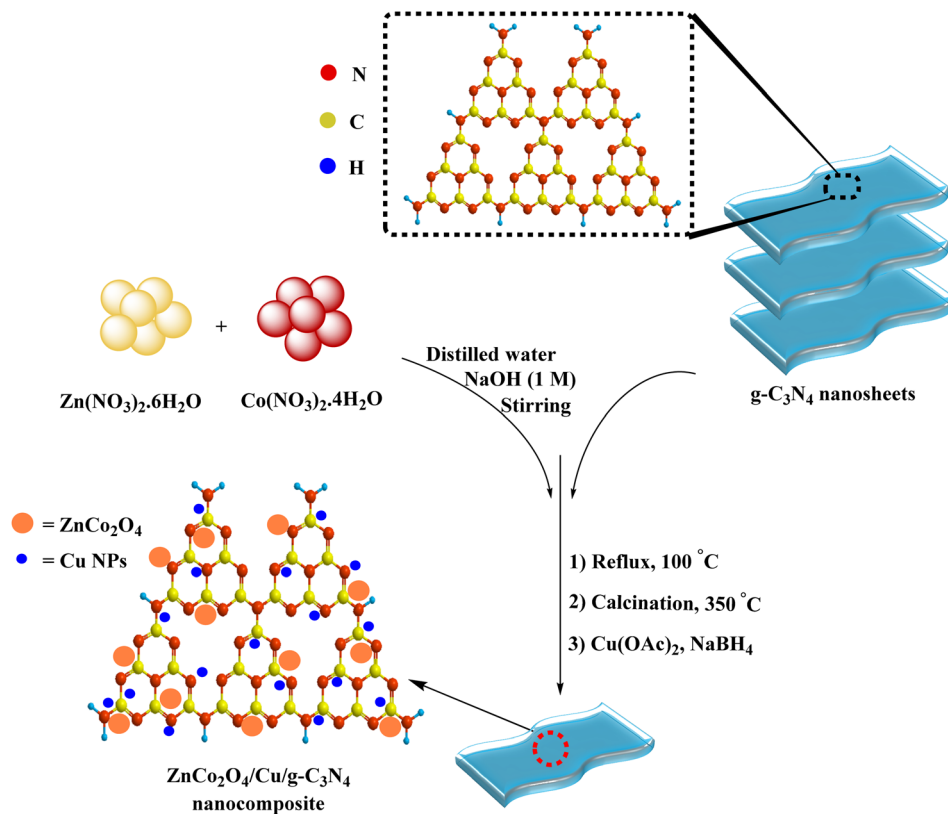 N
C
H
Zn(NO₃)₂.6H₂O
+
Co(NO₃)₂.4H₂O
Distilled water
NaOH (1 M)
Stirring
g-C₃N₄ nanosheets
= ZnCo₂O₄
= Cu NPs
1) Reflux, 100 °C
2) Calcination, 350 °C
3) Cu(OAc)₂, NaBH₄
ZnCo₂O₄/Cu/g-C₃N₄
nanocomposite